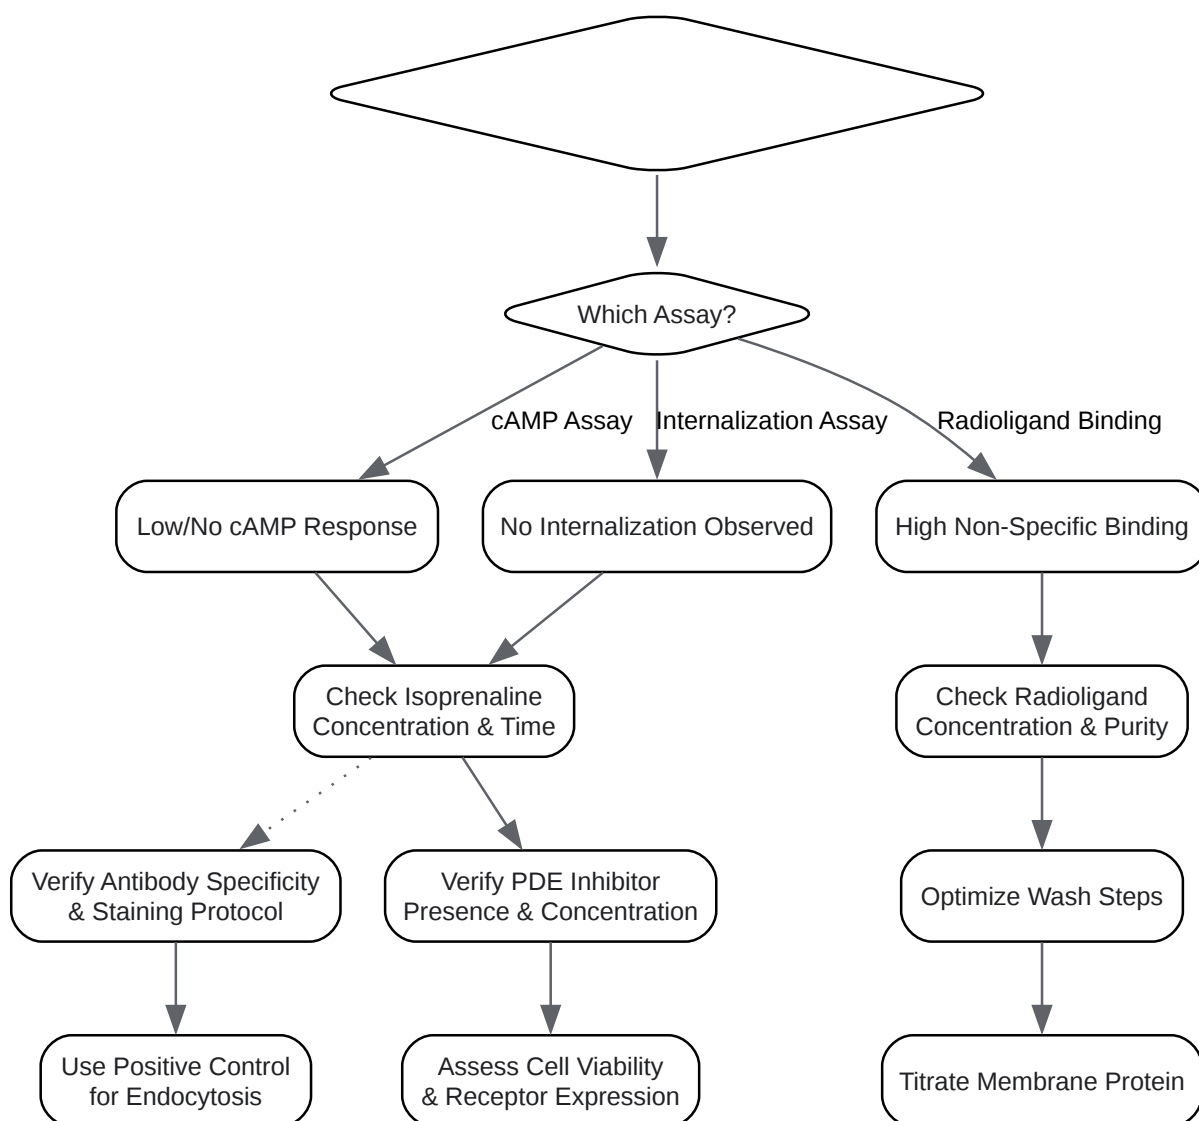 Which Assay?
cAMP Assay
Internalization Assay
Radioligand Binding
Low/No cAMP Response
No Internalization Observed
High Non-Specific Binding
Check Isoprenaline
Concentration & Time
Check Radioligand
Concentration & Purity
Verify Antibody Specificity
& Staining Protocol
Verify PDE Inhibitor
Presence & Concentration
Optimize Wash Steps
Use Positive Control
for Endocytosis
Assess Cell Viability
& Receptor Expression
Titrate Membrane Protein